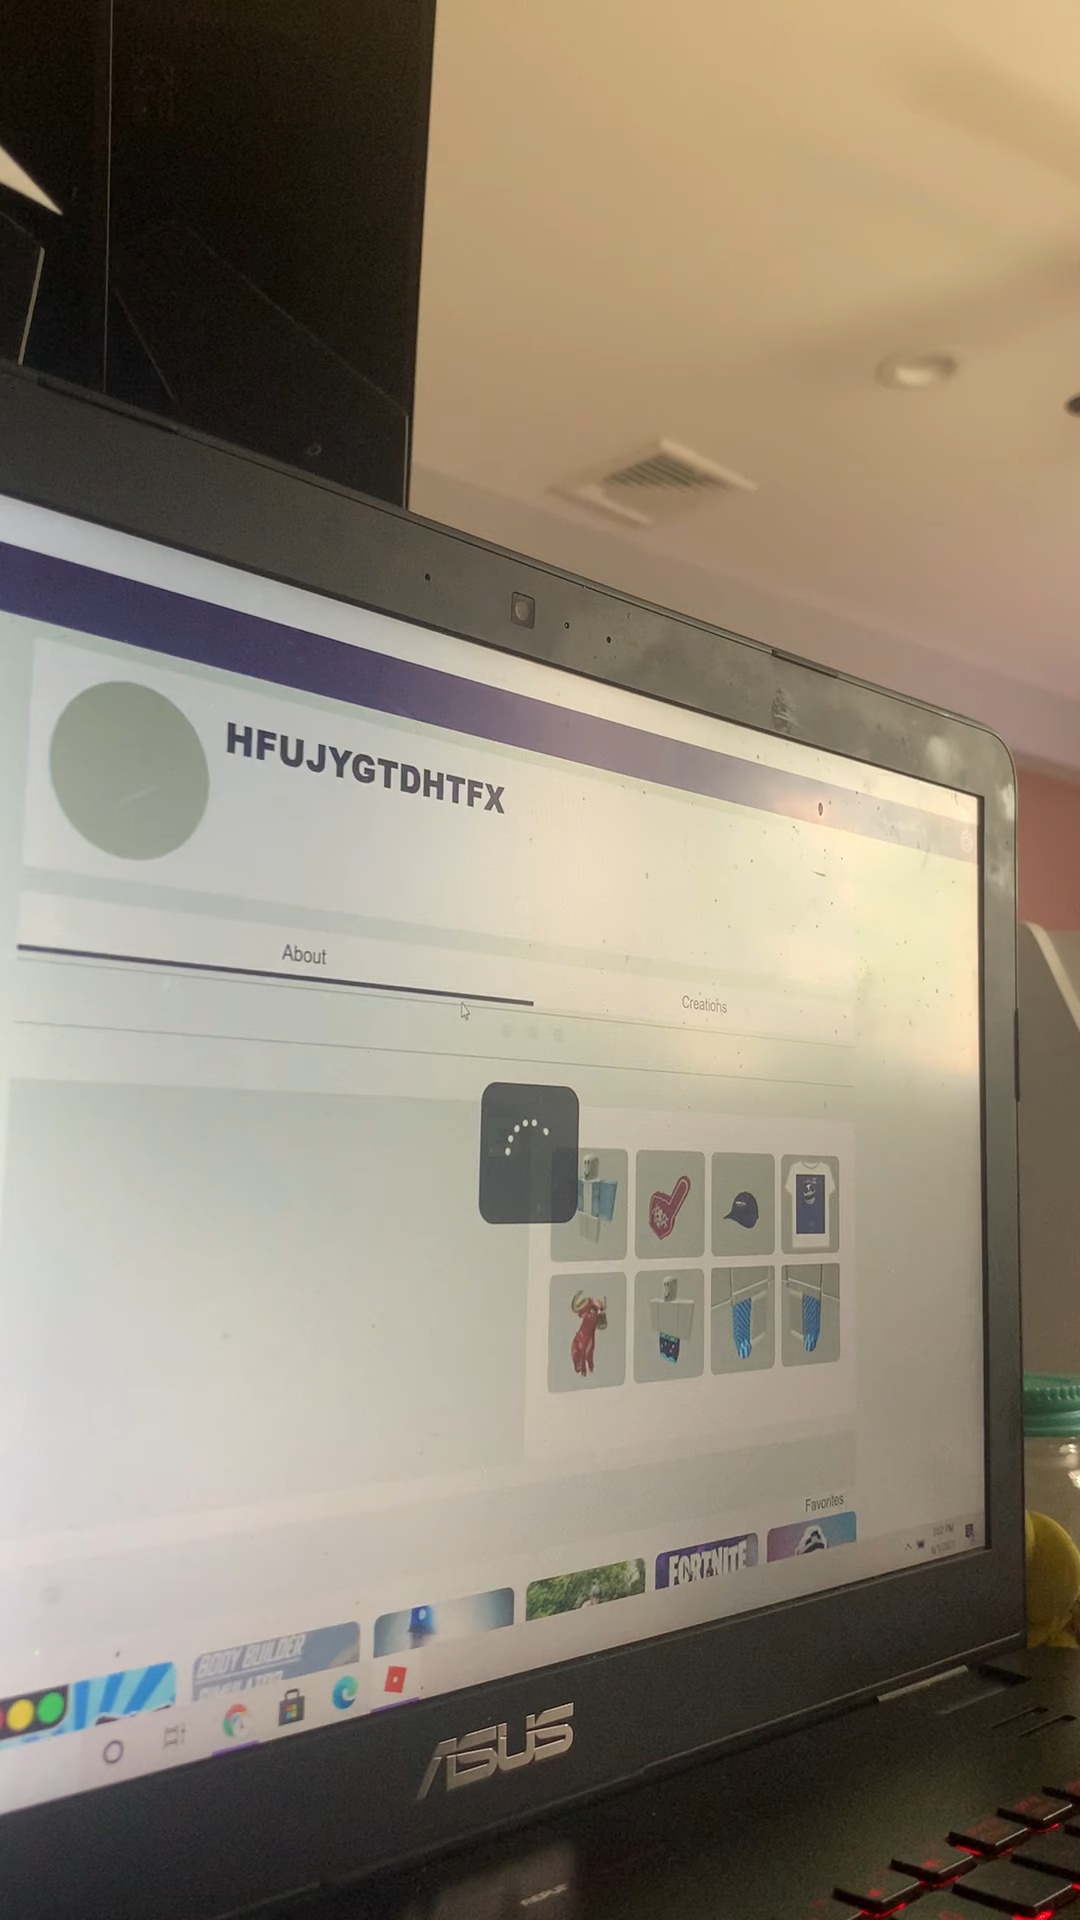 HFUJYGTDHTFX
About
Creations
Favorites
FORTNITE
BODY BUILDER
ASUS